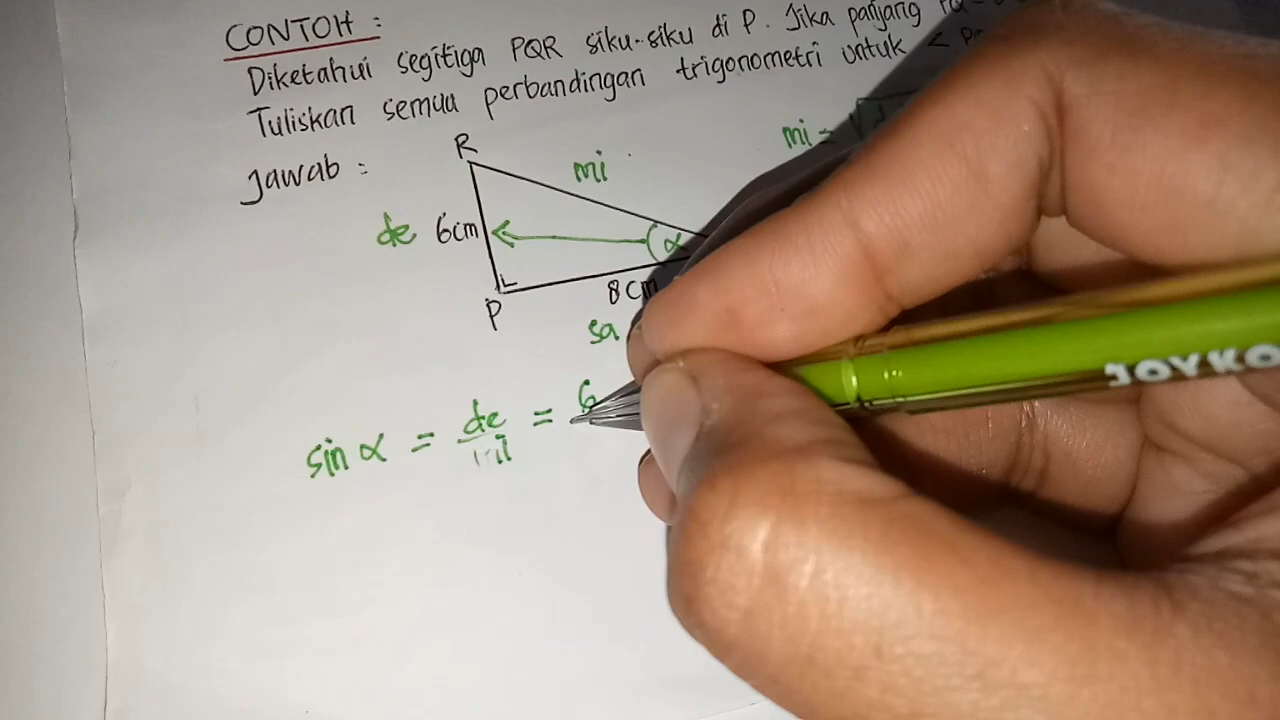 CONTOH :
Diketahui segitiga PQR siku-siku di P. Jika panjang
Tuliskan semua perbandingan trigonometri untuk <
Jawab :
R
mi
mi =
de 6cm
α
P
8cm
sa
sin α = de = 6
mi
JOYKO